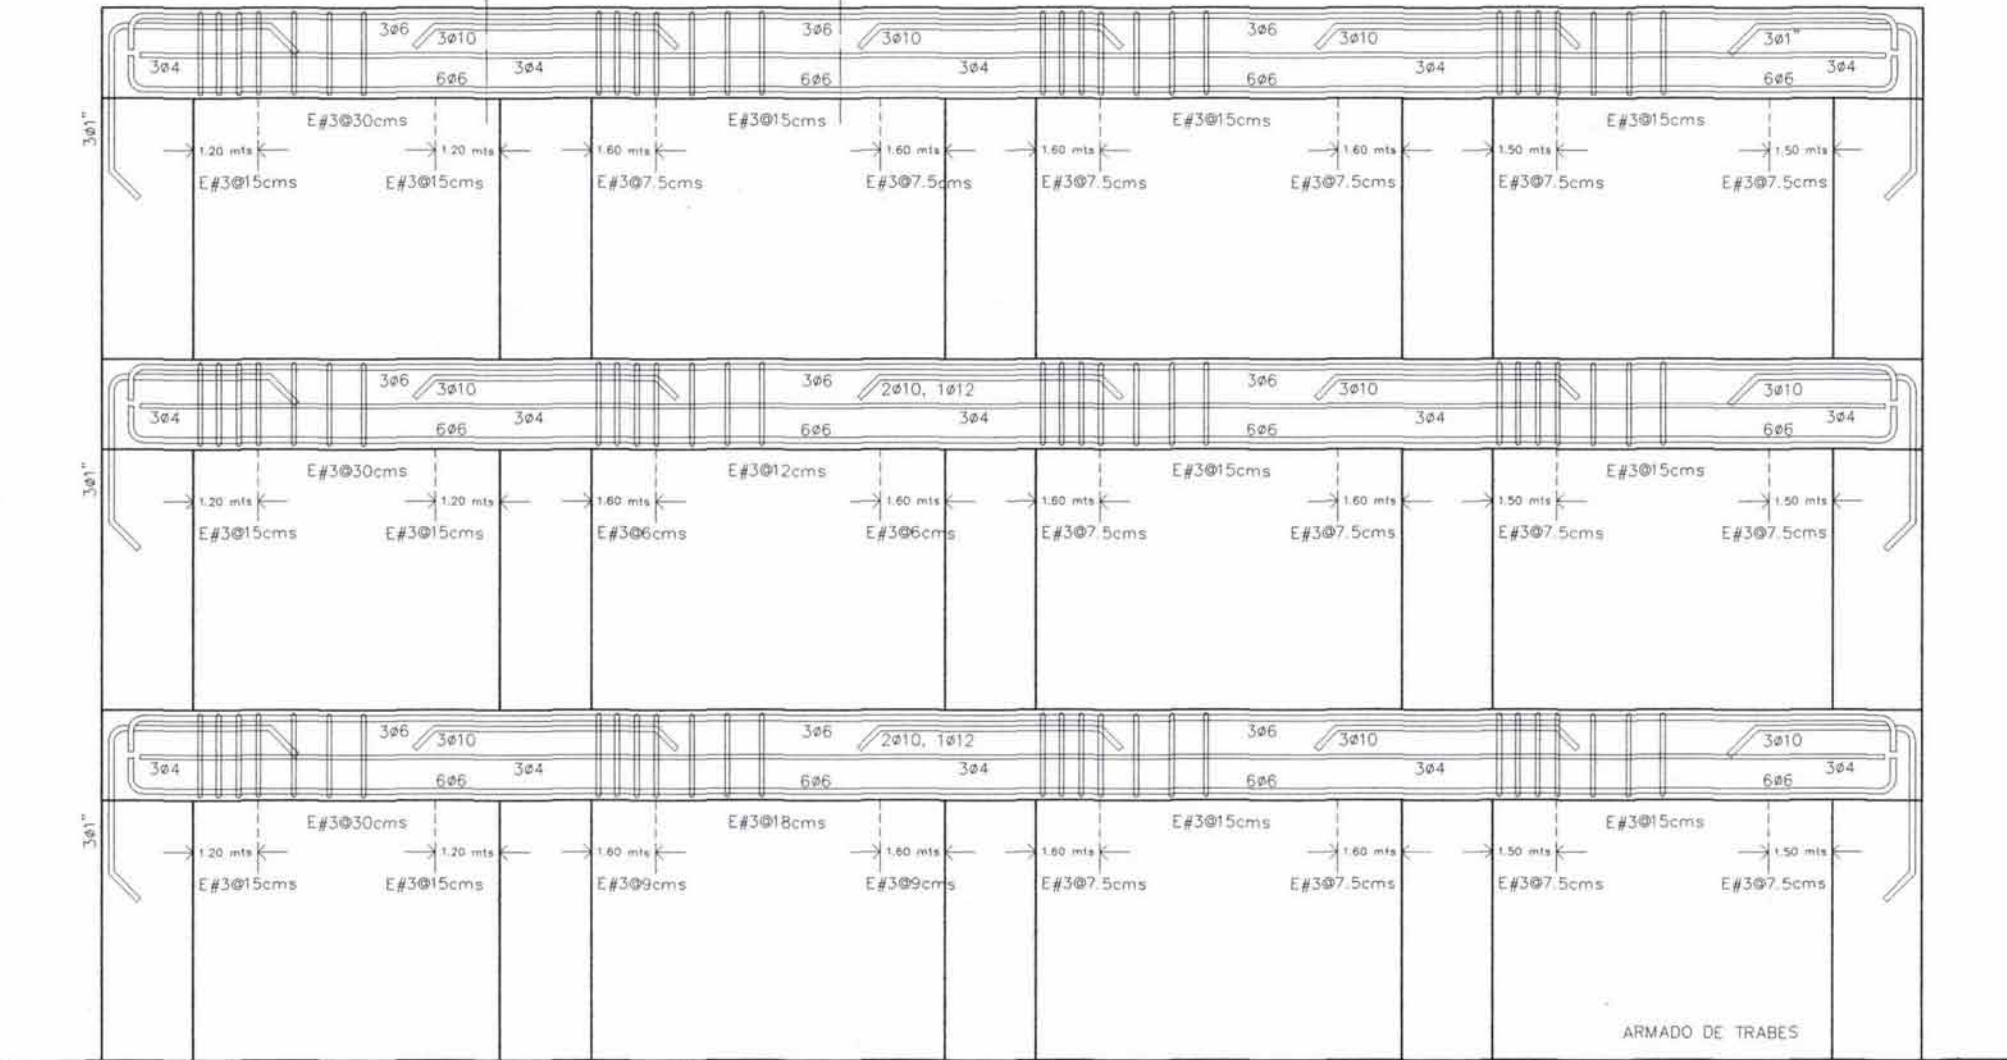 3ø6 3ø6 3ø6
3ø10 3ø10 3ø10 3ø1"
3ø4 3ø4 3ø4 3ø4 3ø4
6ø6 6ø6 6ø6 6ø6
3ø1"
E#3@30cms E#3@15cms E#3@15cms E#3@15cms
1.20 mts 1.20 mts 1.60 mts 1.60 mts 1.60 mts 1.60 mts 1.50 mts 1.50 mts
E#3@15cms E#3@15cms E#3@7.5cms E#3@7.5cms E#3@7.5cms E#3@7.5cms E#3@7.5cms E#3@7.5cms
3ø6 3ø6 3ø6
3ø10 2ø10, 1ø12 3ø10 3ø10
3ø4 3ø4 3ø4 3ø4 3ø4
6ø6 6ø6 6ø6 6ø6
3ø1"
E#3@30cms E#3@12cms E#3@15cms E#3@15cms
1.20 mts 1.20 mts 1.60 mts 1.60 mts 1.60 mts 1.60 mts 1.50 mts 1.50 mts
E#3@15cms E#3@15cms E#3@6cms E#3@6cms E#3@7.5cms E#3@7.5cms E#3@7.5cms E#3@7.5cms
3ø6 3ø6 3ø6
3ø10 2ø10, 1ø12 3ø10 3ø10
3ø4 3ø4 3ø4 3ø4 3ø4
6ø6 6ø6 6ø6 6ø6
3ø1"
E#3@30cms E#3@18cms E#3@15cms E#3@15cms
1.20 mts 1.20 mts 1.60 mts 1.60 mts 1.60 mts 1.60 mts 1.50 mts 1.50 mts
E#3@15cms E#3@15cms E#3@9cms E#3@9cms E#3@7.5cms E#3@7.5cms E#3@7.5cms E#3@7.5cms
ARMADO DE TRABES